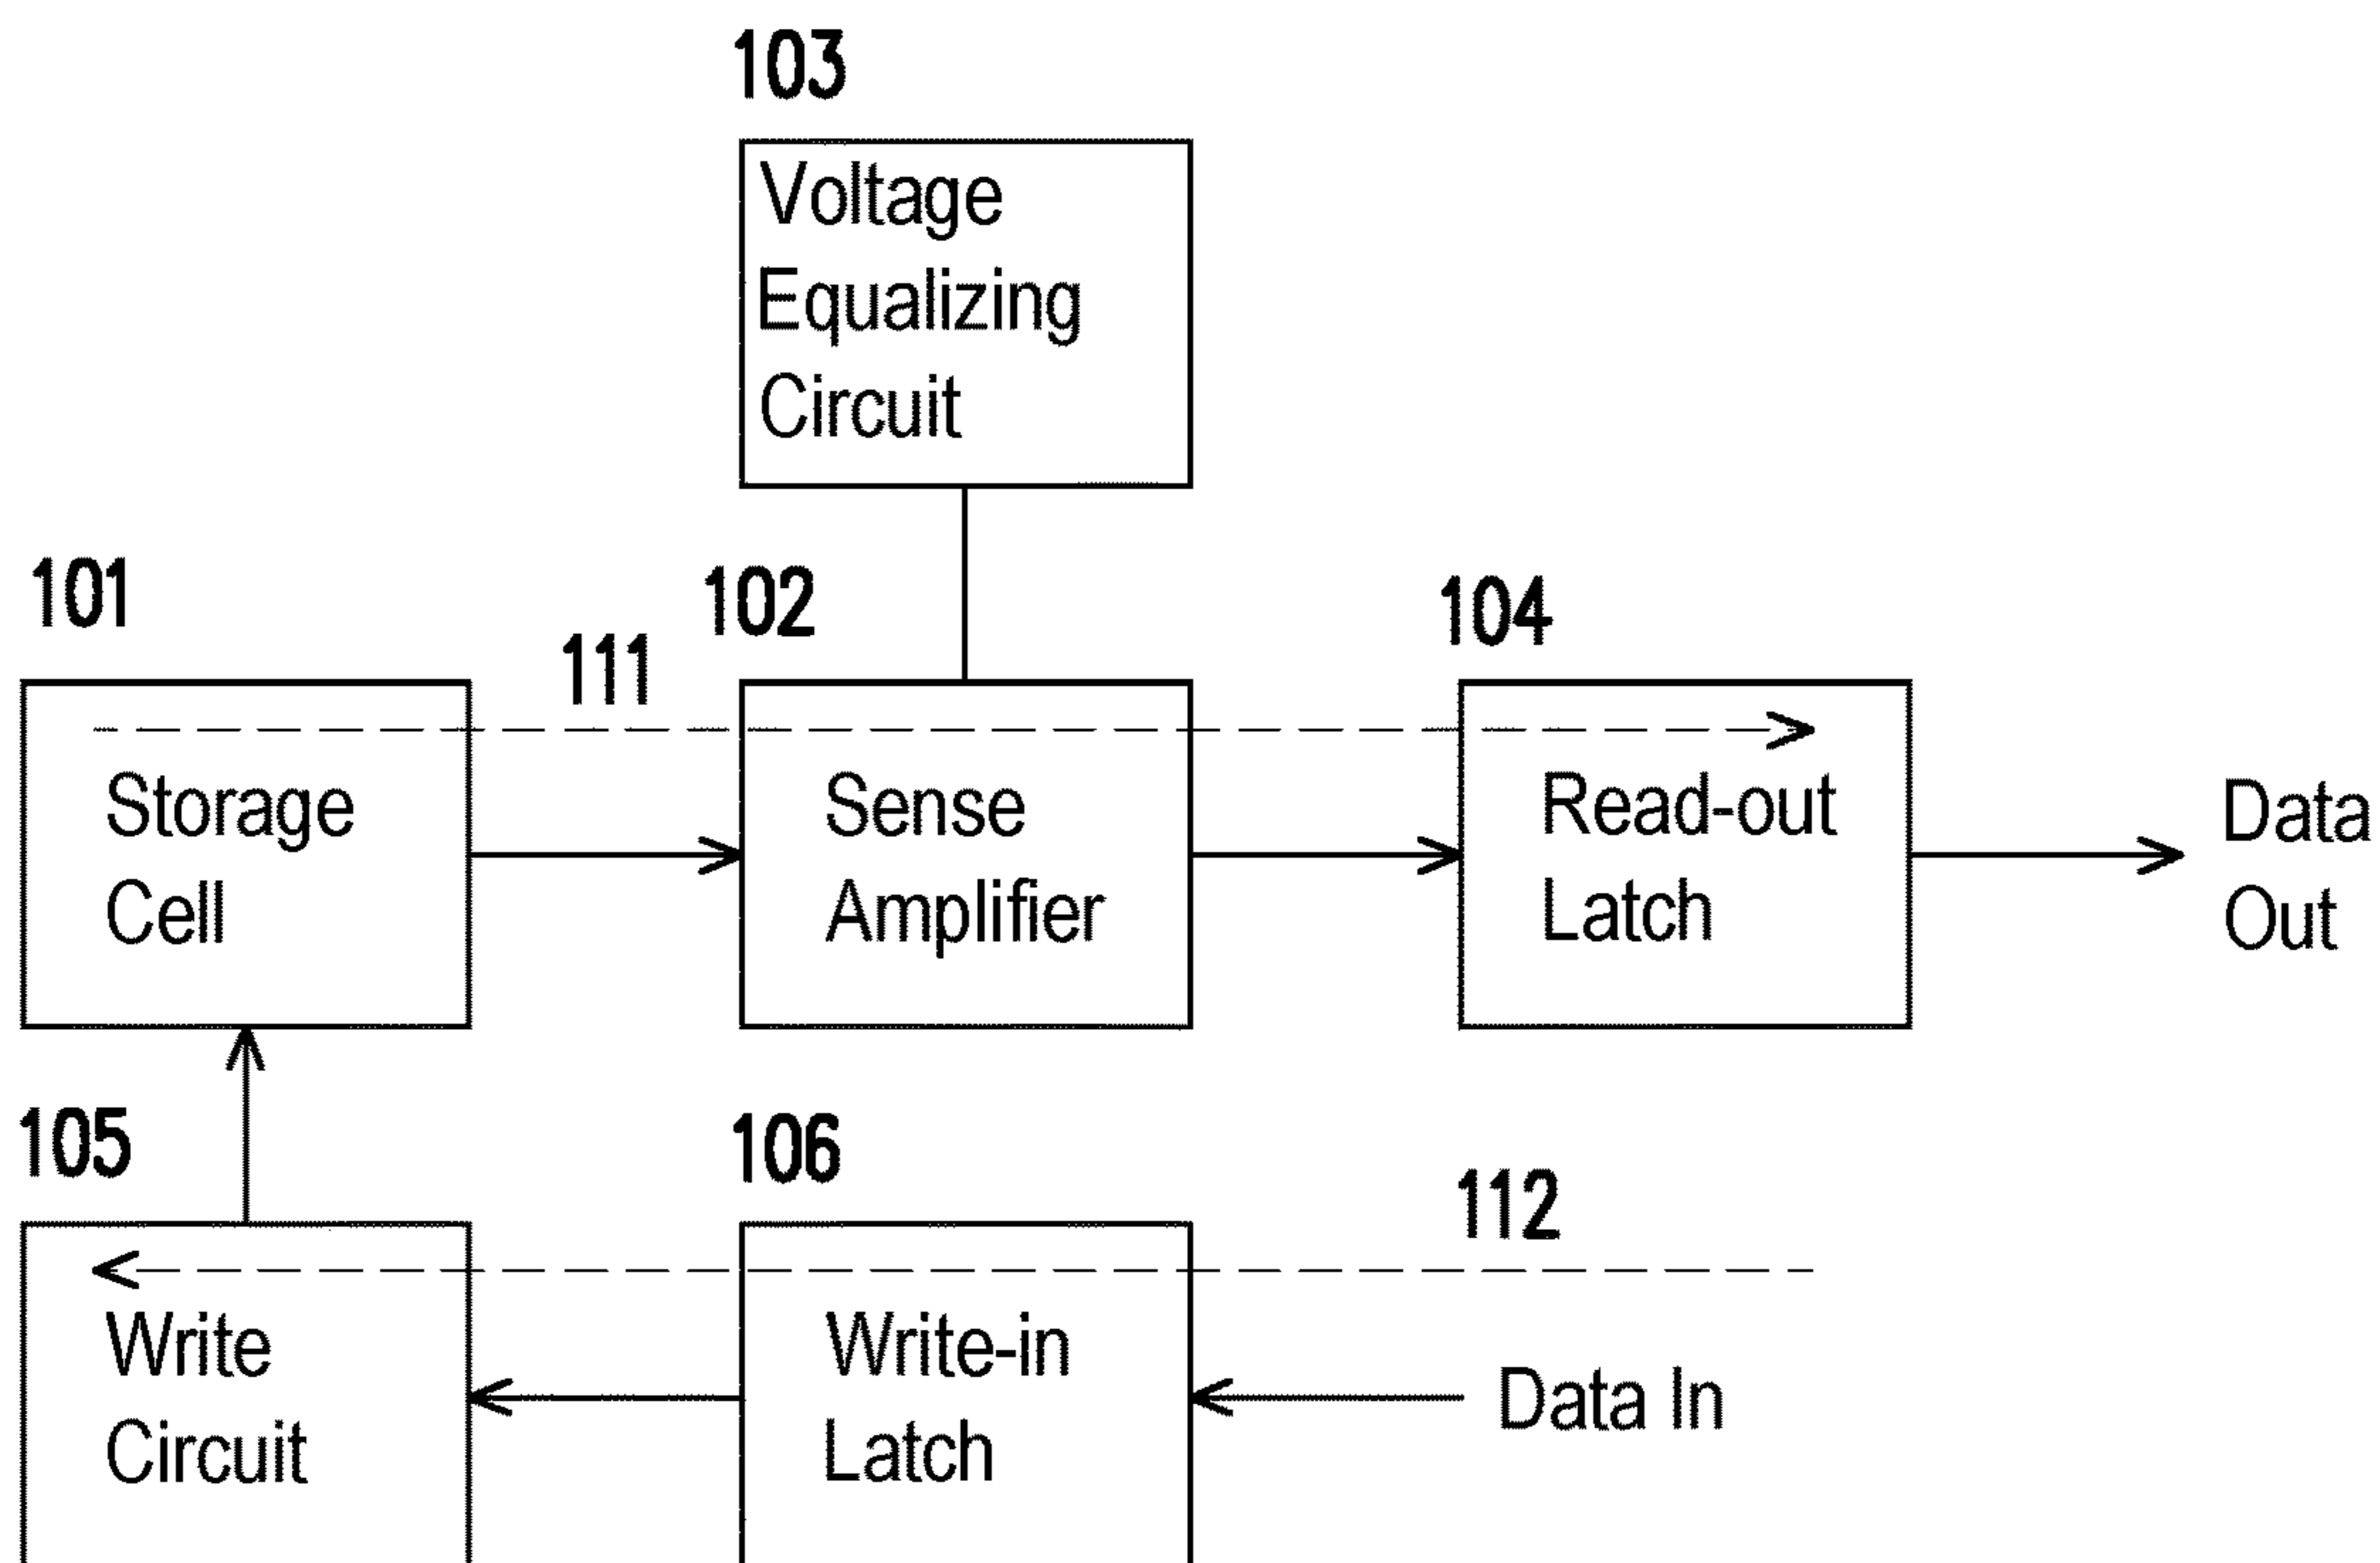 103
Voltage
Equalizing
Circuit
101
111
102
104
Storage
Cell
Sense
Amplifier
Read-out
Latch
Data
Out
105
106
112
Write
Circuit
Write-in
Latch
Data In